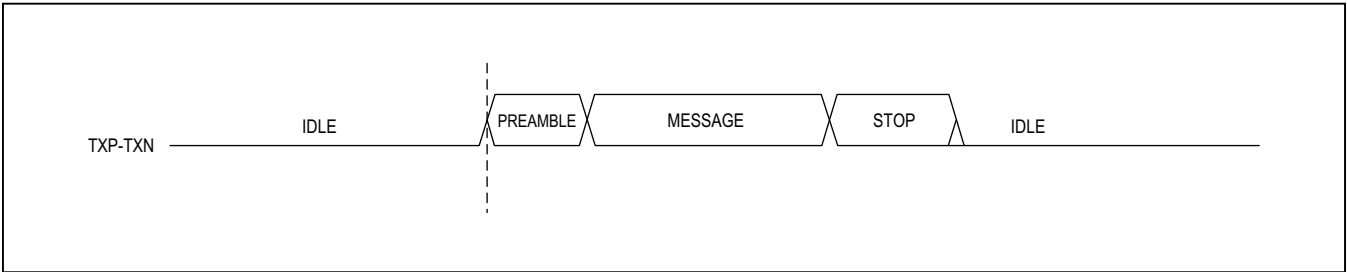 IDLE
PREAMBLE
MESSAGE
STOP
IDLE
TXP-TXN